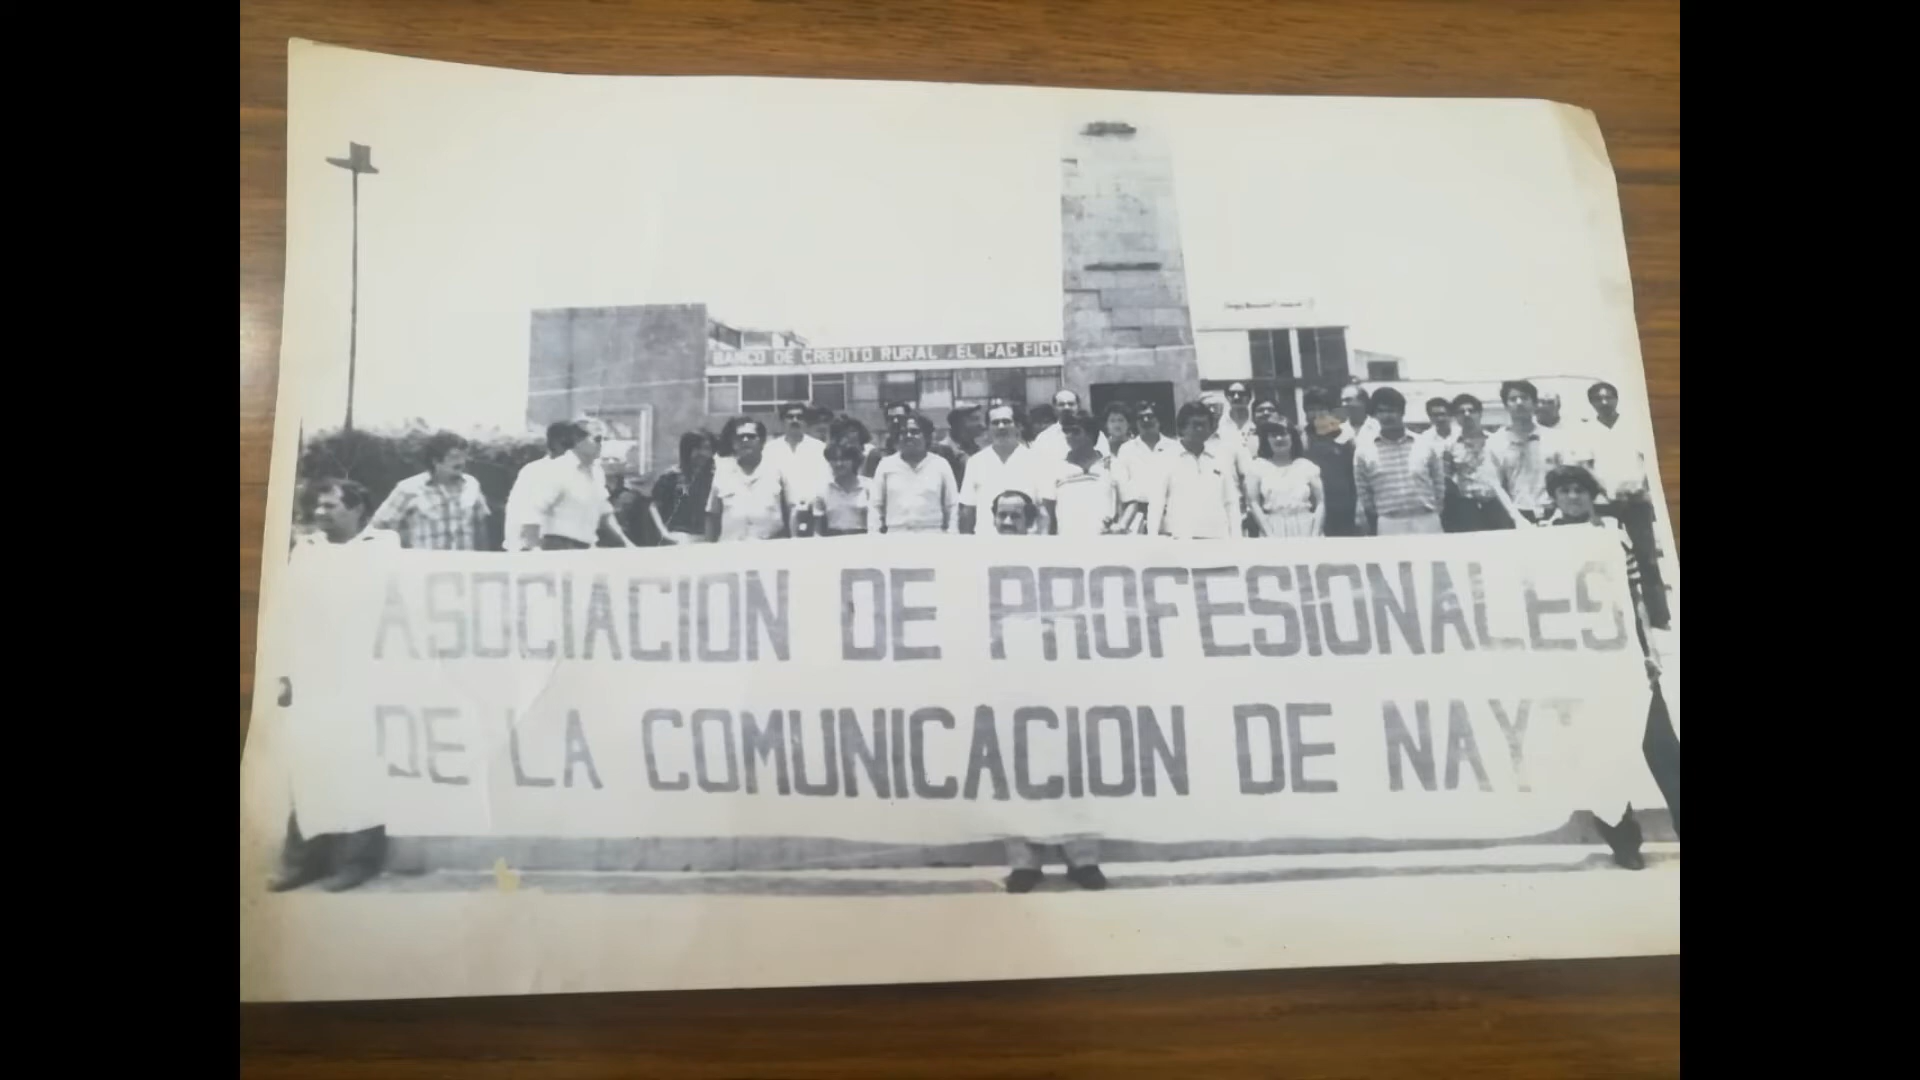 BANCO DE CREDITO RURAL DEL PACIFICO
ASOCIACION DE PROFESIONALES
DE LA COMUNICACION DE NAY